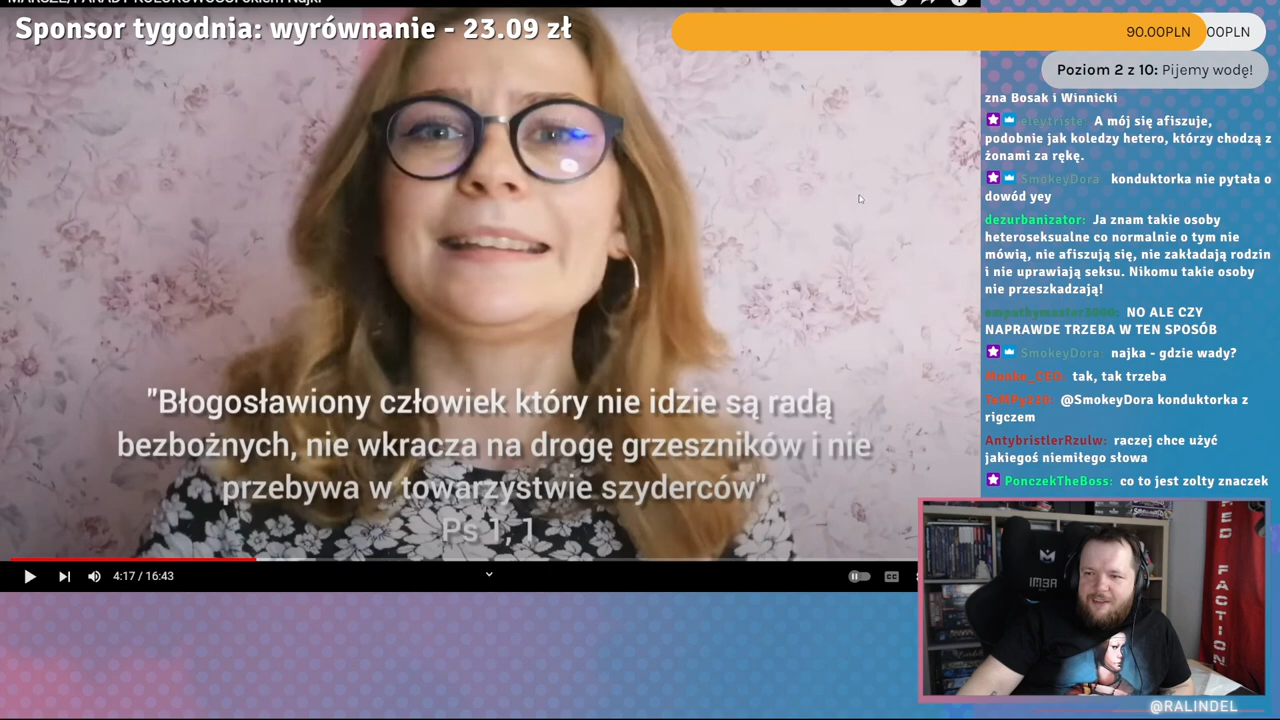 Sponsor tygodnia: wyrównanie - 23.09 zł
90.00PLN
00PLN
Poziom 2 z 10: Pijemy wodę!
zna Bosak i Winnicki
eleytriste: A mój się afiszuje,
podobnie jak koledzy hetero, którzy chodzą z
żonami za rękę.
SmokeyDora: konduktorka nie pytała o
dowód yey
dezurbanizator: Ja znam takie osoby
heteroseksualne co normalnie o tym nie
mówią, nie afiszują się, nie zakładają rodzin
i nie uprawiają seksu. Nikomu takie osoby
nie przeszkadzają!
NO ALE CZY
NAPRAWDE TRZEBA W TEN SPOSÓB
SmokeyDora: najka - gdzie wady?
tak, tak trzeba
@SmokeyDora konduktorka z
rigczem
AntybristlerRzulw: raczej chce użyć
jakiegoś niemiłego słowa
PonczekTheBoss: co to jest zolty znaczek
"Błogosławiony człowiek który nie idzie są radą
bezbożnych, nie wkracza na drogę grzeszników i nie
przebywa w towarzystwie szyderców"
Ps 1, 1
4:17 / 16:43
CC
RED FACTION
@RALINDEL